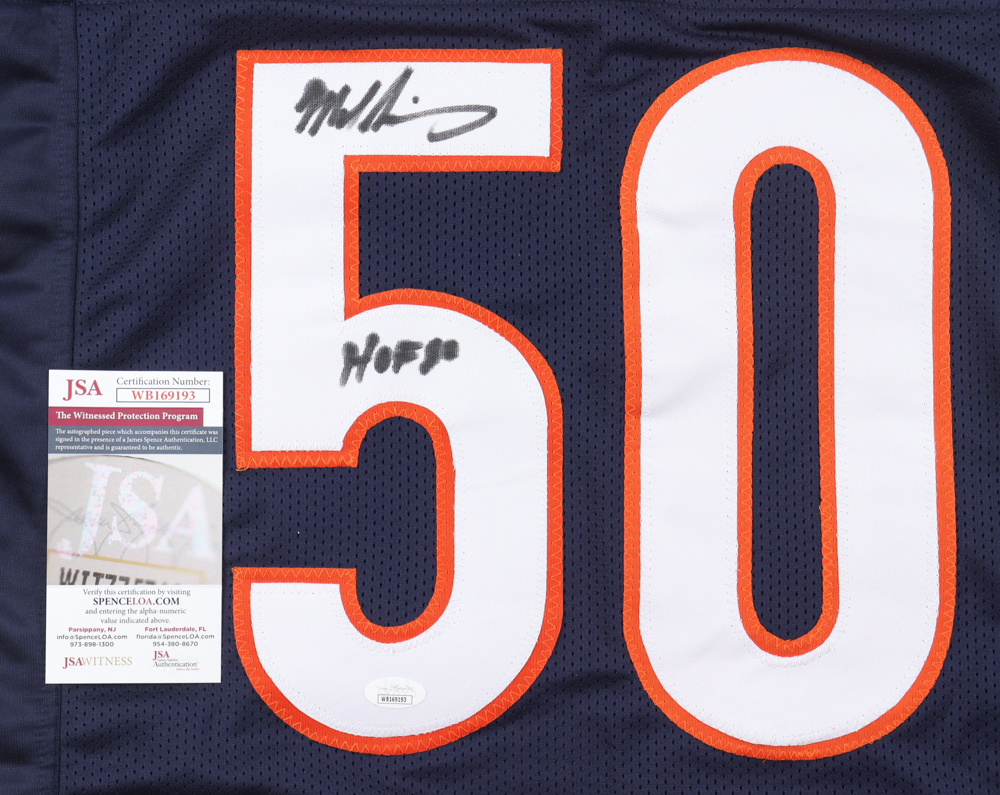 50
HOF 98
JSA
Certification Number:
WB169193
The Witnessed Protection Program
The autographed piece which accompanies this certificate was
signed in the presence of a James Spence Authentication, LLC
representative and is guaranteed to be authentic.
JSA
Verify this certification by visiting
SPENCELOA.COM
and entering the alpha-numeric
value indicated above.
Parsippany, NJ
info@SpenceLOA.com
973-898-1300
Fort Lauderdale, FL
florida@SpenceLOA.com
954-380-8670
JSAWITNESS
JSA
Authentication
WB169193